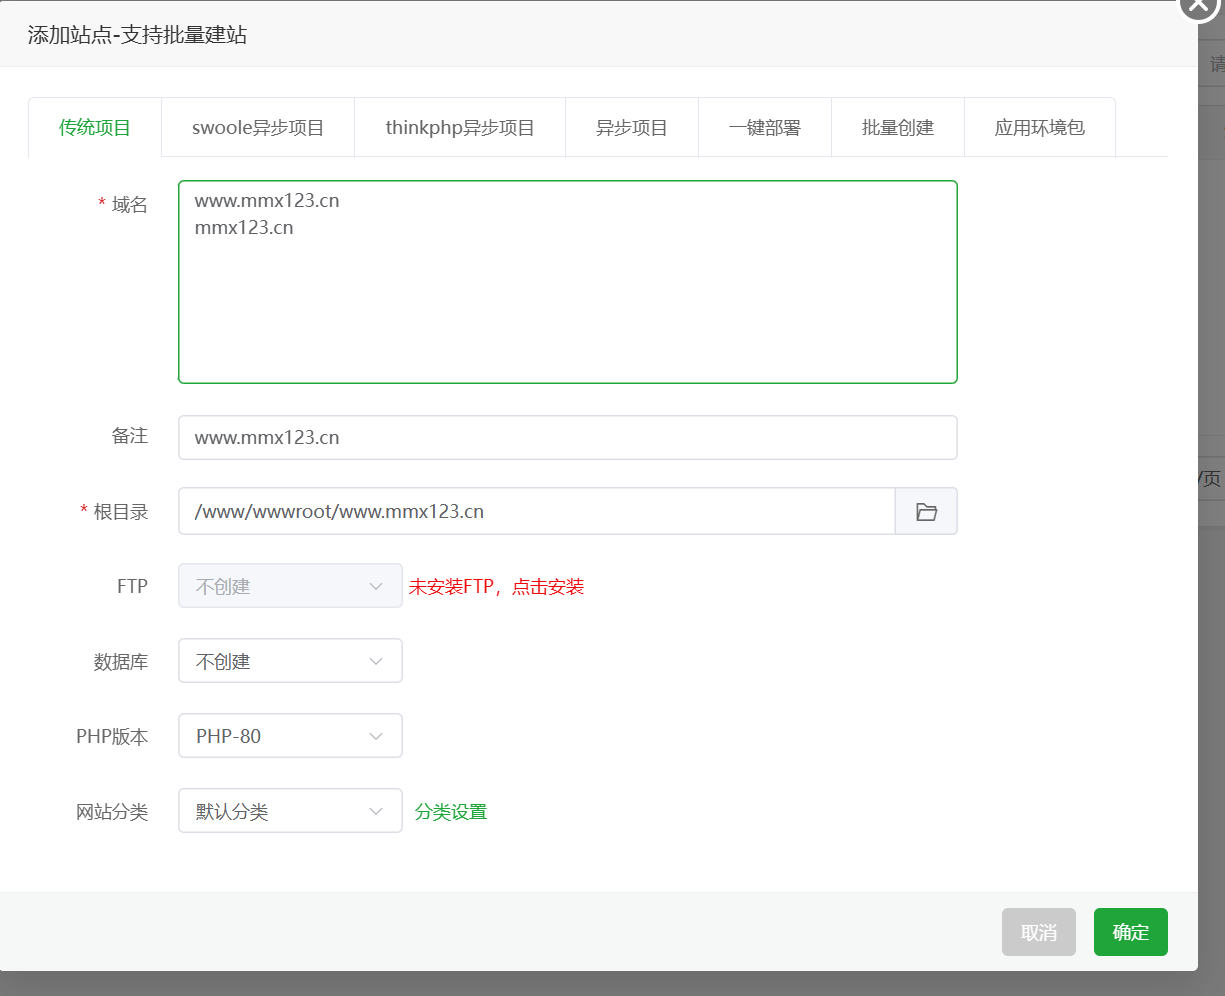 添加站点-支持批量建站
请
传统项目 swoole异步项目 thinkphp异步项目 异步项目 一键部署 批量创建 应用环境包
* 域名
www.mmx123.cn
mmx123.cn
备注 www.mmx123.cn
/页
* 根目录 /www/wwwroot/www.mmx123.cn
FTP 不创建 未安装FTP，点击安装
数据库 不创建
PHP版本 PHP-80
网站分类 默认分类 分类设置
取消 确定